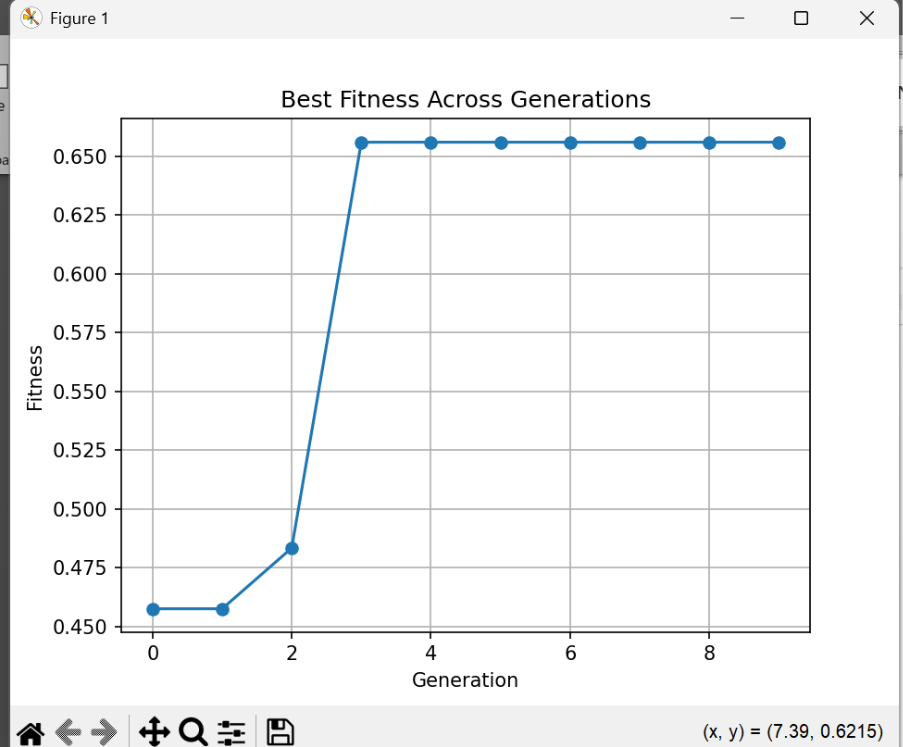 Figure 1
Best Fitness Across Generations
0.650
0.625
0.600
0.575
0.550
0.525
0.500
0.475
0.450
Fitness
0 2 4 6 8
Generation
(x, y) = (7.39, 0.6215)